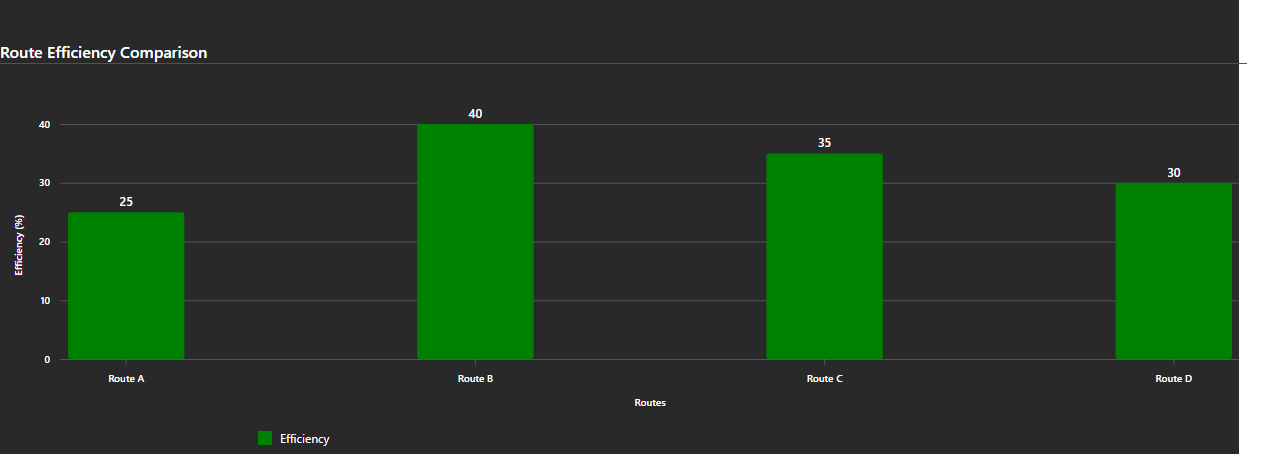 Route Efficiency Comparison
40
35
30
25
Efficiency (%)
40
30
20
10
0
Route A
Route B
Route C
Route D
Routes
Efficiency